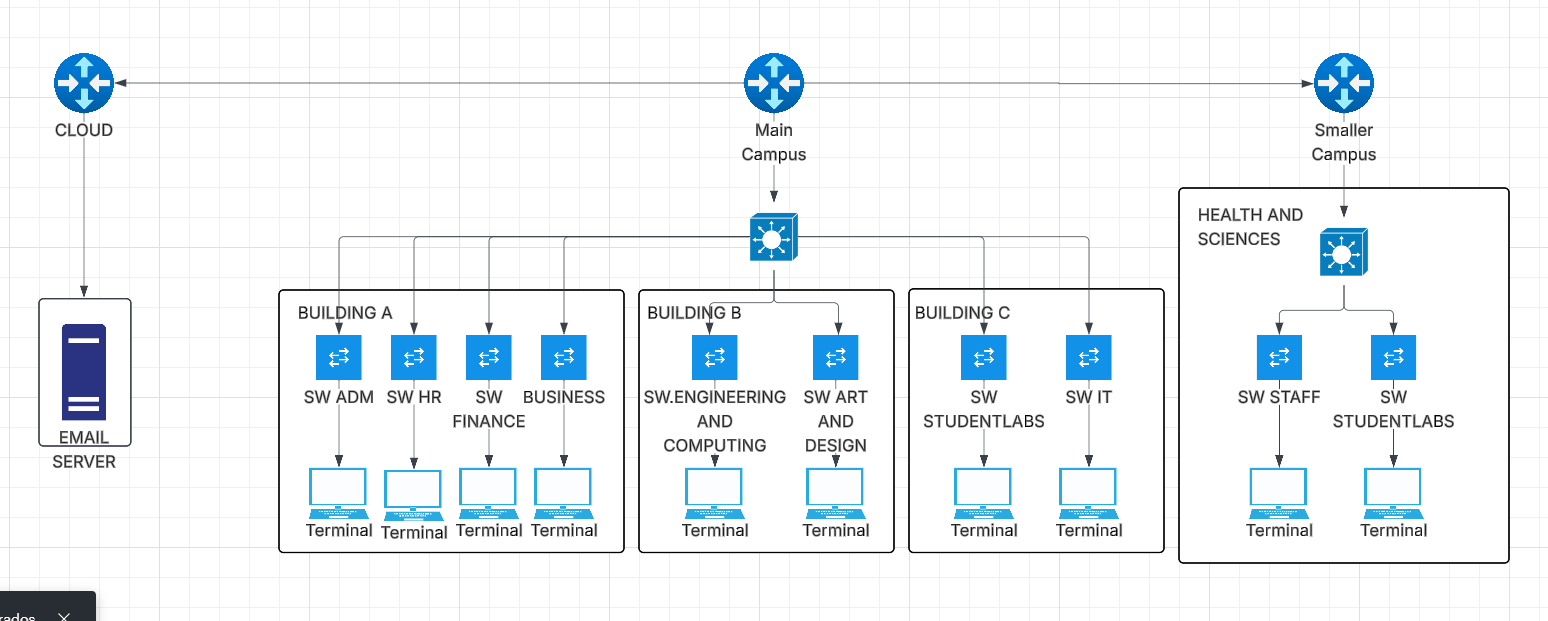 CLOUD
Main
Campus
Smaller
Campus
HEALTH AND
SCIENCES
BUILDING A
BUILDING B
BUILDING C
SW ADM
SW HR
SW
FINANCE
BUSINESS
SW.ENGINEERING
AND
COMPUTING
SW ART
AND
DESIGN
SW
STUDENTLABS
SW IT
SW STAFF
SW
STUDENTLABS
EMAIL
SERVER
Terminal
Terminal
Terminal
Terminal
Terminal
Terminal
Terminal
Terminal
Terminal
Terminal